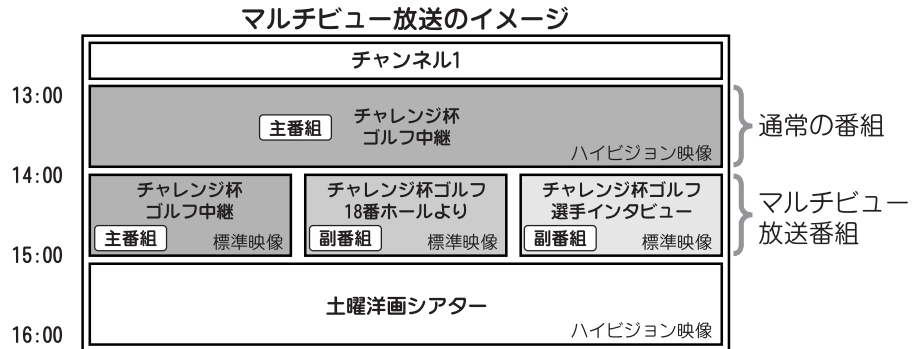 マルチビュー放送のイメージ
チャンネル1
13:00
主番組
チャレンジ杯
ゴルフ中継
ハイビジョン映像
通常の番組
14:00
チャレンジ杯
ゴルフ中継
主番組
標準映像
チャレンジ杯ゴルフ
18番ホールより
副番組
標準映像
チャレンジ杯ゴルフ
選手インタビュー
副番組
標準映像
マルチビュー
放送番組
15:00
土曜洋画シアター
ハイビジョン映像
16:00